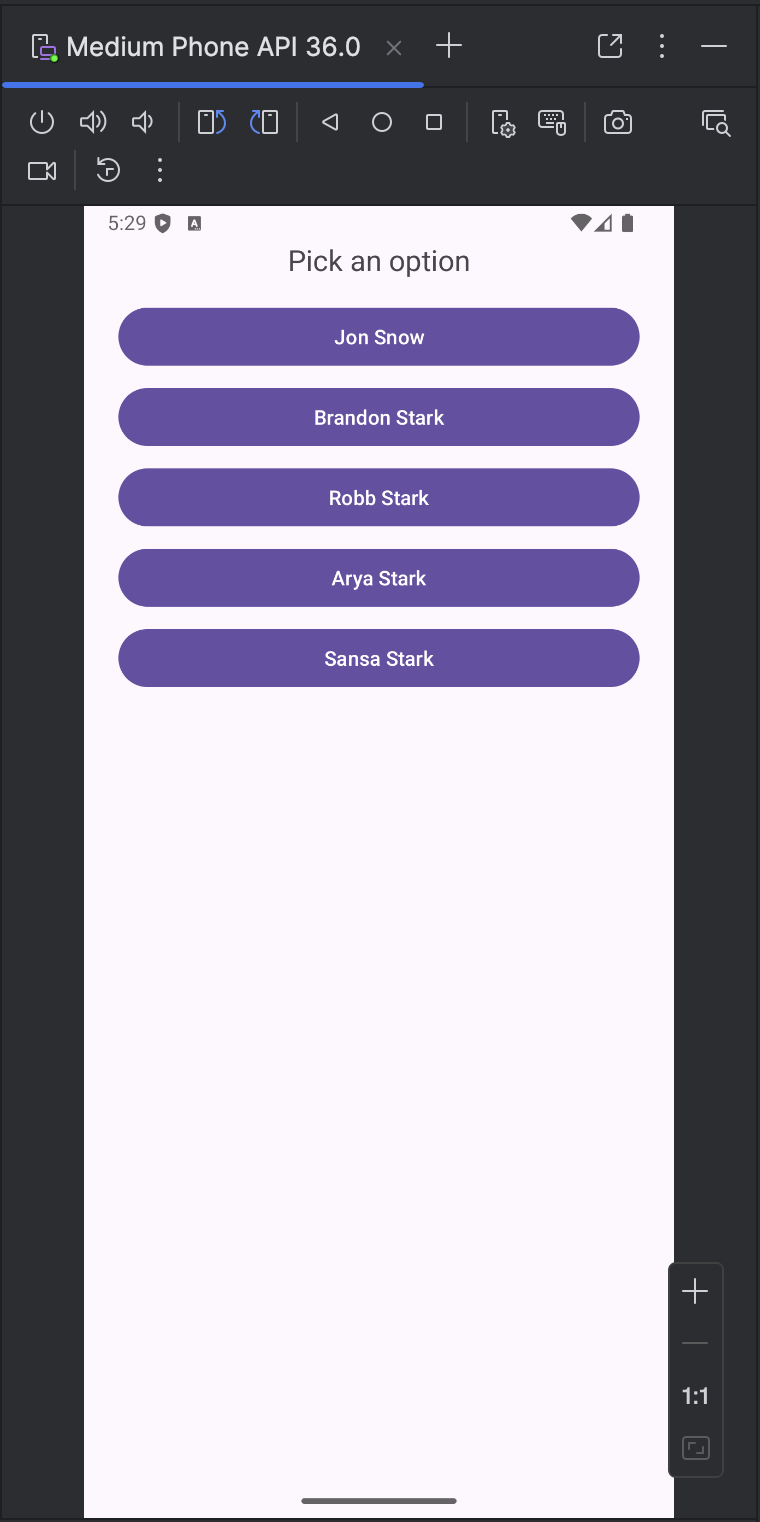 Medium Phone API 36.0
5:29
Pick an option
Jon Snow
Brandon Stark
Robb Stark
Arya Stark
Sansa Stark
1:1